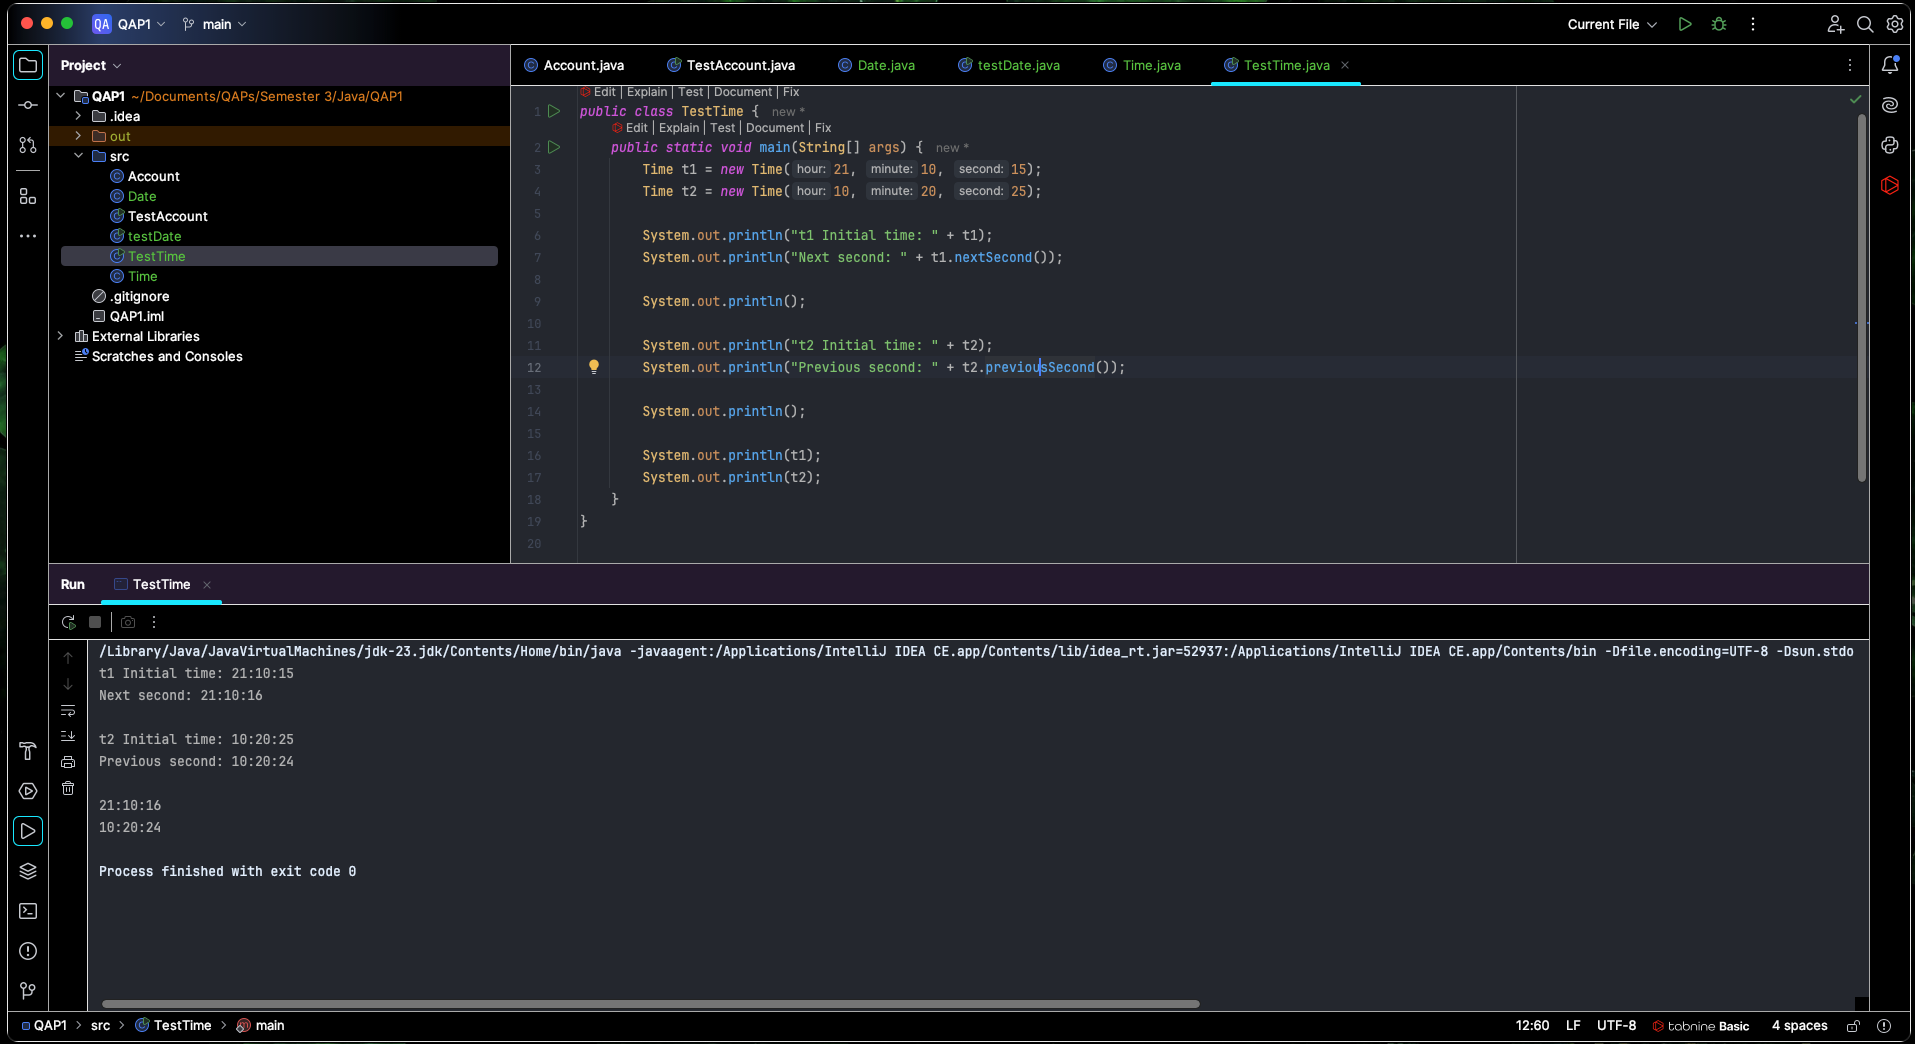 QA QAP1 main Current File
Project
Account.java TestAccount.java Date.java testDate.java Time.java TestTime.java
QAP1 ~/Documents/QAPs/Semester 3/Java/QAP1
.idea
out
src
Account
Date
TestAccount
testDate
TestTime
Time
.gitignore
QAP1.iml
External Libraries
Scratches and Consoles
Edit | Explain | Test | Document | Fix
1 public class TestTime { new *
Edit | Explain | Test | Document | Fix
2 public static void main(String[] args) { new *
3 Time t1 = new Time( hour: 21, minute: 10, second: 15);
4 Time t2 = new Time( hour: 10, minute: 20, second: 25);
5
6 System.out.println("t1 Initial time: " + t1);
7 System.out.println("Next second: " + t1.nextSecond());
8
9 System.out.println();
10
11 System.out.println("t2 Initial time: " + t2);
12 System.out.println("Previous second: " + t2.previousSecond());
13
14 System.out.println();
15
16 System.out.println(t1);
17 System.out.println(t2);
18 }
19 }
20
Run TestTime
/Library/Java/JavaVirtualMachines/jdk-23.jdk/Contents/Home/bin/java -javaagent:/Applications/IntelliJ IDEA CE.app/Contents/lib/idea_rt.jar=52937:/Applications/IntelliJ IDEA CE.app/Contents/bin -Dfile.encoding=UTF-8 -Dsun.stdo
t1 Initial time: 21:10:15
Next second: 21:10:16
t2 Initial time: 10:20:25
Previous second: 10:20:24
21:10:16
10:20:24
Process finished with exit code 0
QAP1 > src > TestTime > main 12:60 LF UTF-8 tabnine Basic 4 spaces